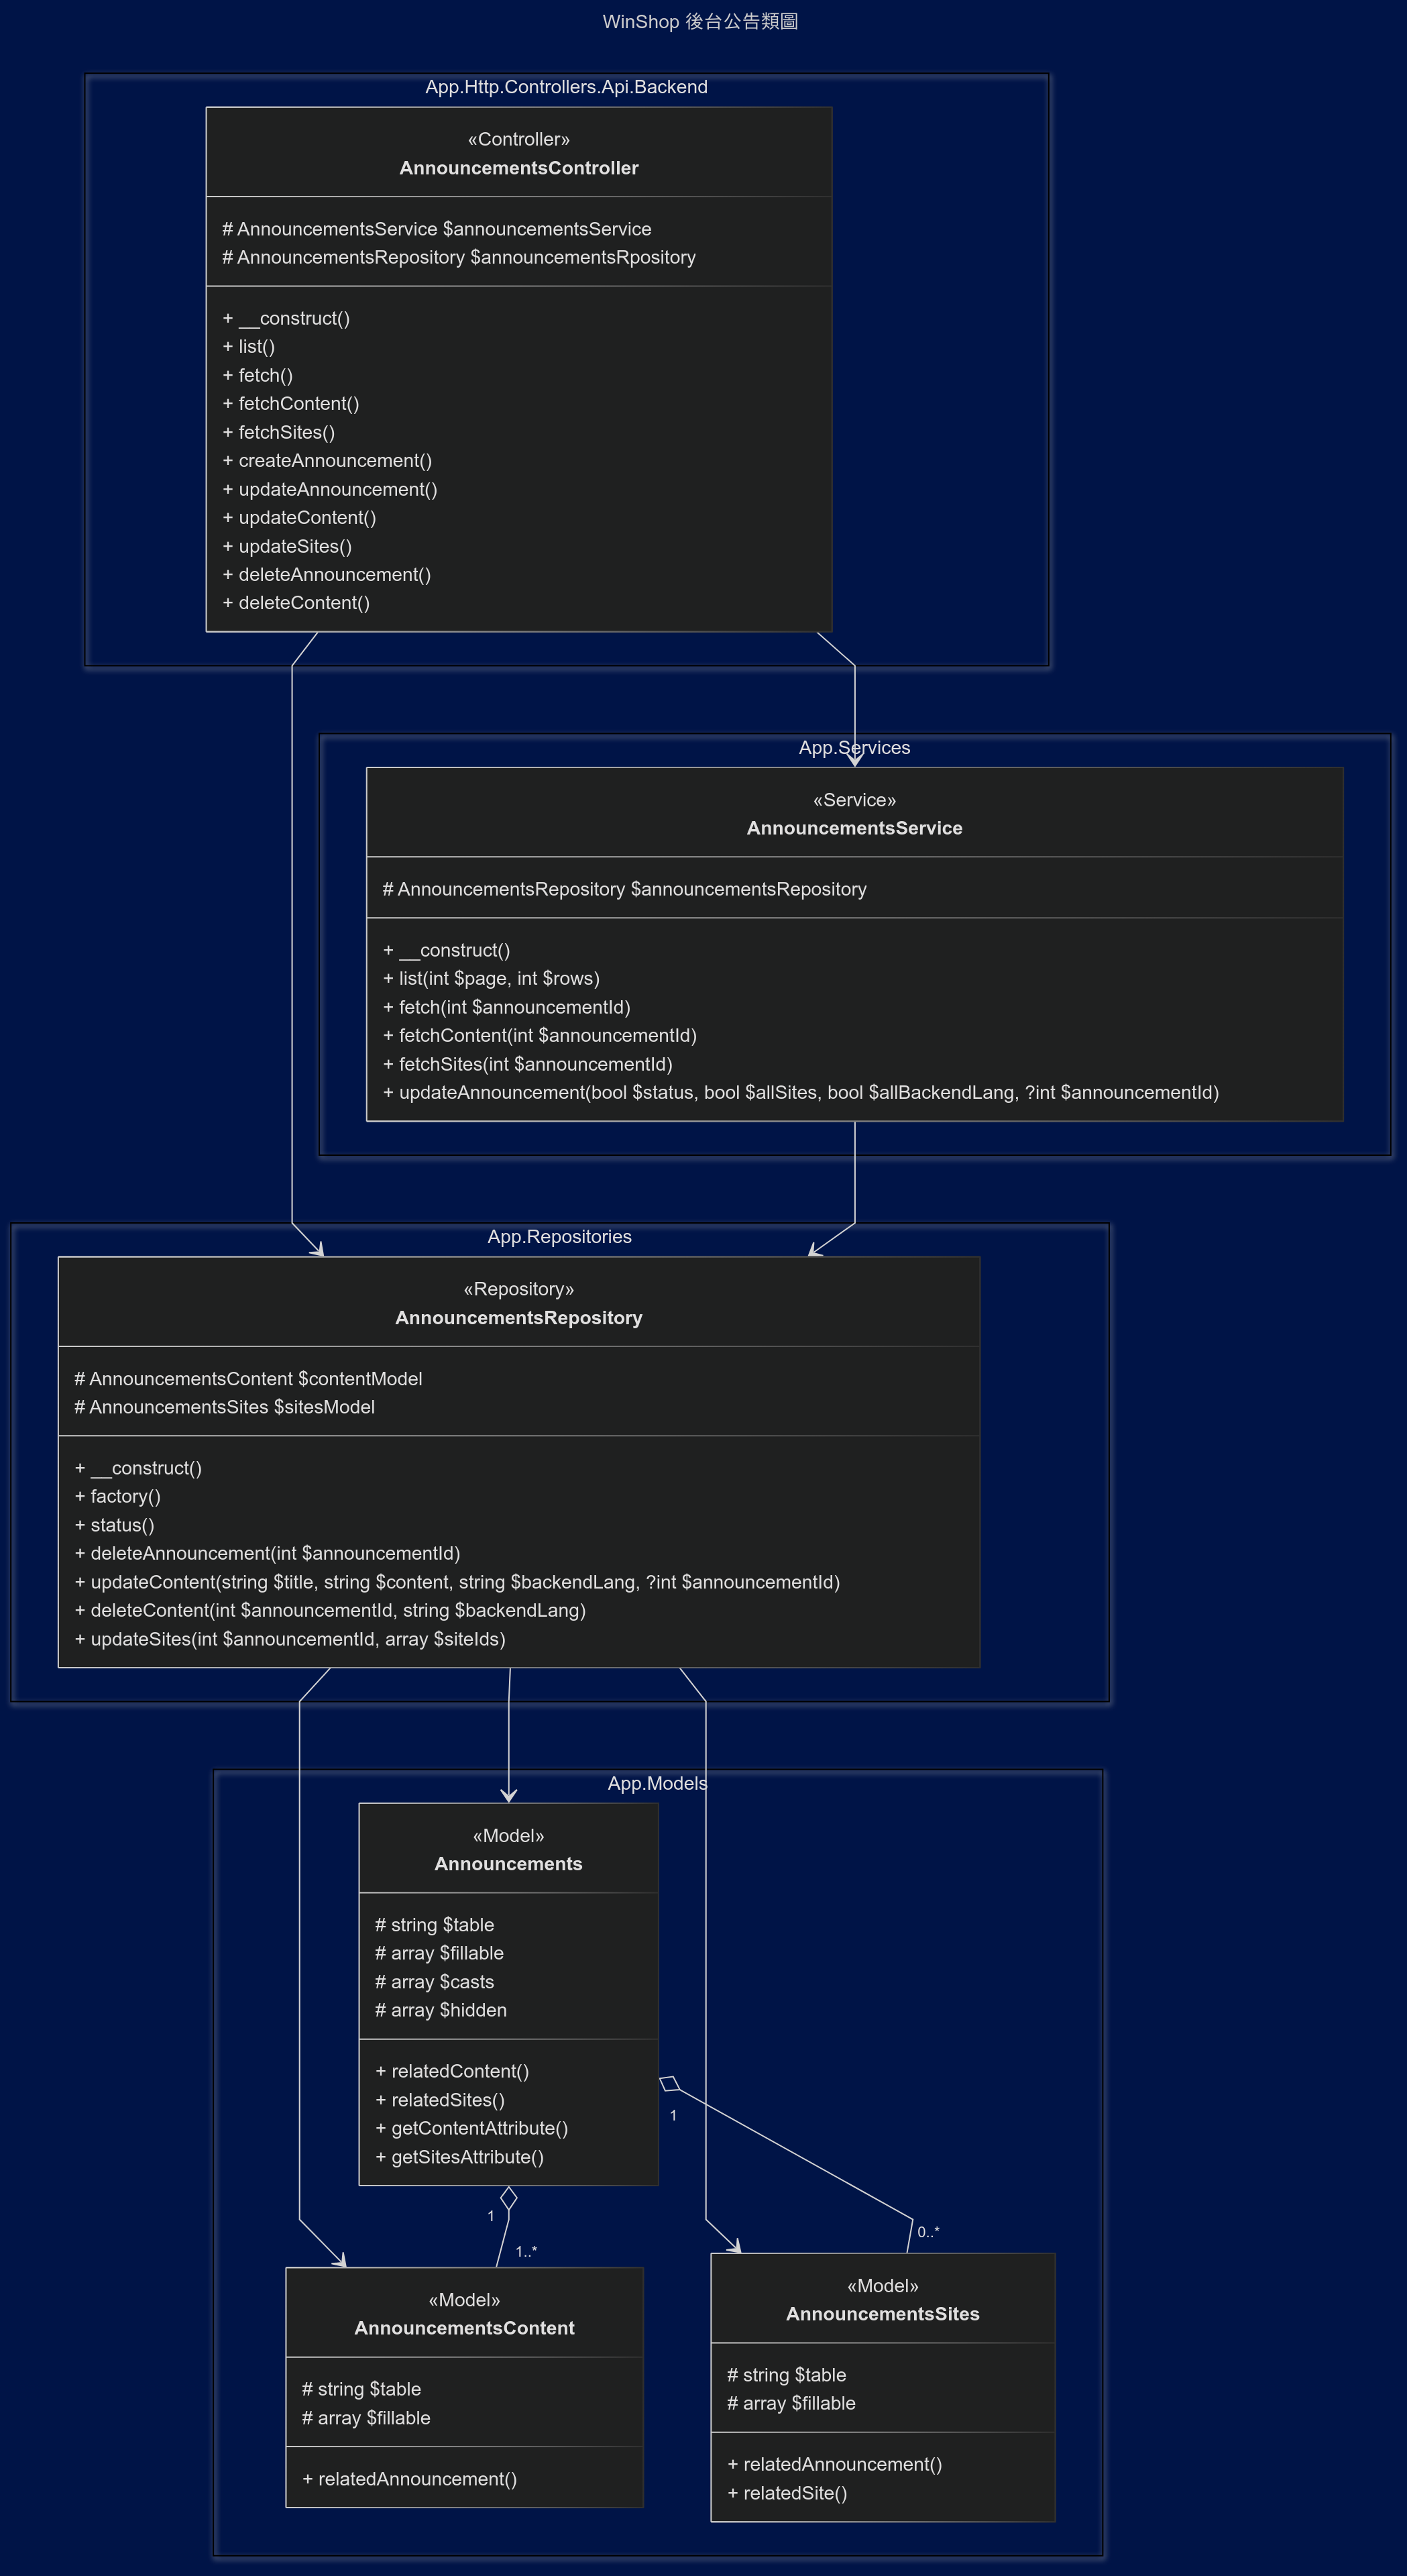 WinShop 後台公告類圖
App.Http.Controllers.Api.Backend
«Controller»
AnnouncementsController
# AnnouncementsService $announcementsService
# AnnouncementsRepository $announcementsRpository
+ __construct()
+ list()
+ fetch()
+ fetchContent()
+ fetchSites()
+ createAnnouncement()
+ updateAnnouncement()
+ updateContent()
+ updateSites()
+ deleteAnnouncement()
+ deleteContent()
App.Services
«Service»
AnnouncementsService
# AnnouncementsRepository $announcementsRepository
+ __construct()
+ list(int $page, int $rows)
+ fetch(int $announcementId)
+ fetchContent(int $announcementId)
+ fetchSites(int $announcementId)
+ updateAnnouncement(bool $status, bool $allSites, bool $allBackendLang, ?int $announcementId)
App.Repositories
«Repository»
AnnouncementsRepository
# AnnouncementsContent $contentModel
# AnnouncementsSites $sitesModel
+ __construct()
+ factory()
+ status()
+ deleteAnnouncement(int $announcementId)
+ updateContent(string $title, string $content, string $backendLang, ?int $announcementId)
+ deleteContent(int $announcementId, string $backendLang)
+ updateSites(int $announcementId, array $siteIds)
App.Models
«Model»
Announcements
# string $table
# array $fillable
# array $casts
# array $hidden
+ relatedContent()
+ relatedSites()
+ getContentAttribute()
+ getSitesAttribute()
1
1
0..*
1..*
«Model»
AnnouncementsContent
# string $table
# array $fillable
+ relatedAnnouncement()
«Model»
AnnouncementsSites
# string $table
# array $fillable
+ relatedAnnouncement()
+ relatedSite()